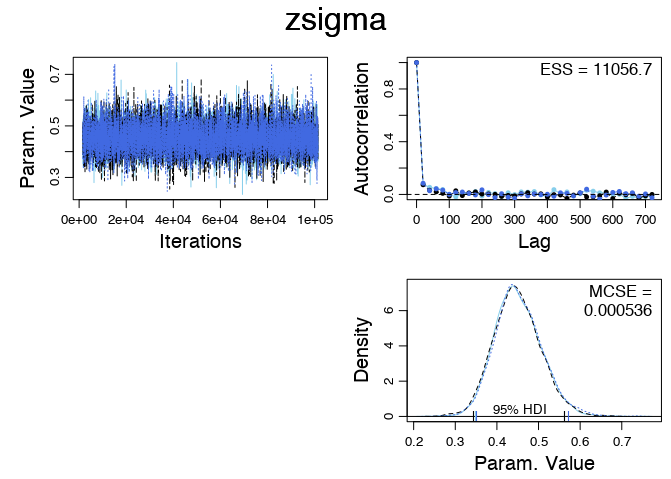 zsigma
Param. Value
0.3 0.5 0.7
0e+00 2e+04 4e+04 6e+04 8e+04 1e+05
Iterations
Autocorrelation
0.0 0.4 0.8
ESS = 11056.7
0 100 200 300 400 500 600 700
Lag
Density
0 2 4 6
MCSE =
0.000536
95% HDI
0.2 0.3 0.4 0.5 0.6 0.7
Param. Value